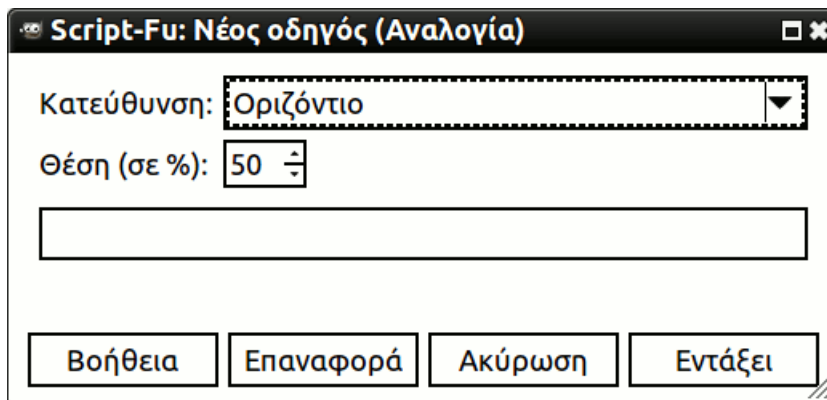 Script-Fu: Νέος οδηγός (Αναλογία)
Κατεύθυνση: Οριζόντιο
Θέση (σε %): 50
Βοήθεια Επαναφορά Ακύρωση Εντάξει